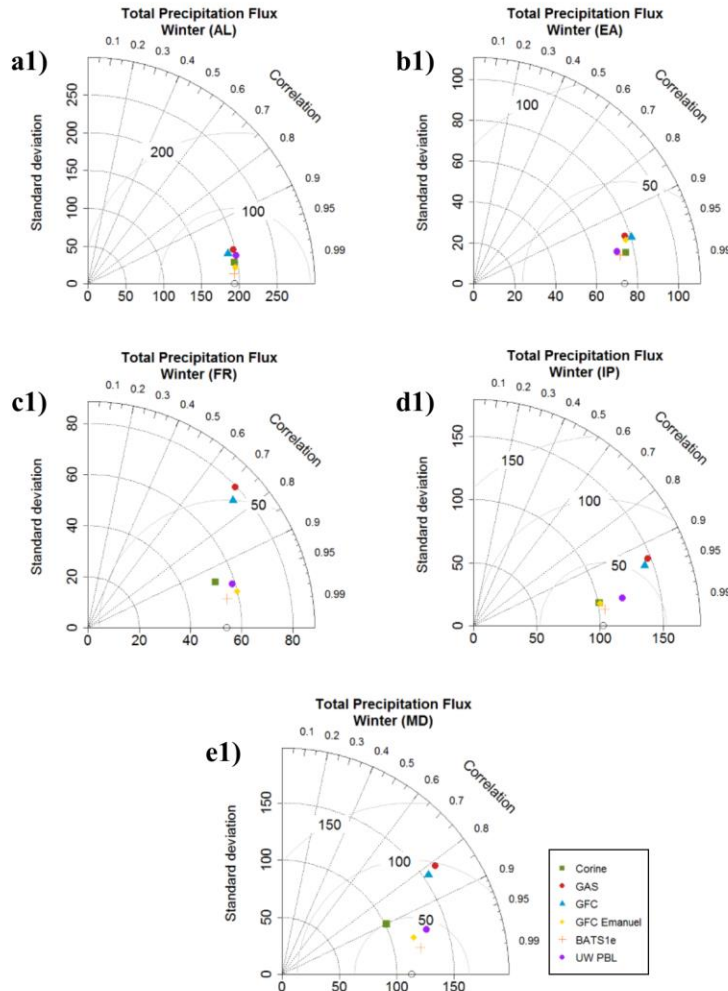 Total Precipitation Flux
Winter (AL)
a1)
0.1 0.2 0.3 0.4 0.5 0.6 0.7 0.8 0.9 0.95 0.99
Correlation
Standard deviation
0 50 100 150 200 250
200
100
0 50 100 150 200 250
Total Precipitation Flux
Winter (EA)
b1)
0.1 0.2 0.3 0.4 0.5 0.6 0.7 0.8 0.9 0.95 0.99
Correlation
Standard deviation
0 20 40 60 80 100
100
50
0 20 40 60 80 100
Total Precipitation Flux
Winter (FR)
c1)
0.1 0.2 0.3 0.4 0.5 0.6 0.7 0.8 0.9 0.95 0.99
Correlation
Standard deviation
0 20 40 60 80
50
0 20 40 60 80
Total Precipitation Flux
Winter (IP)
d1)
0.1 0.2 0.3 0.4 0.5 0.6 0.7 0.8 0.9 0.95 0.99
Correlation
Standard deviation
0 50 100 150
150
100
50
0 50 100 150
Total Precipitation Flux
Winter (MD)
e1)
0.1 0.2 0.3 0.4 0.5 0.6 0.7 0.8 0.9 0.95 0.99
Correlation
Standard deviation
0 50 100 150
150
100
50
0 50 100 150
Corine
GAS
GFC
GFC Emanuel
BATS1e
UW PBL